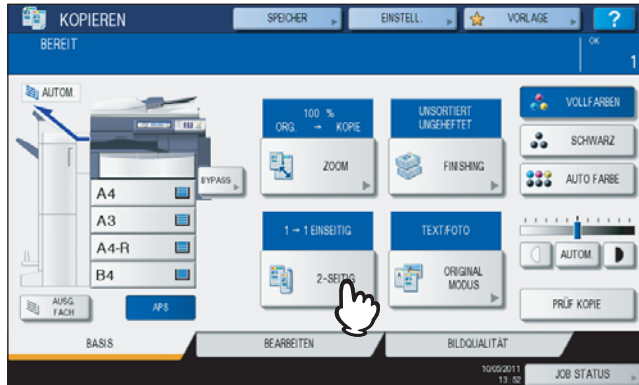 KOPIEREN
SPEICHER
EINSTELL.
VORLAGE
?
BEREIT
OK
1
AUTOM.
100 %
ORG. → KOPIE
ZOOM
UNSORTIERT
UNGEHEFTET
FINISHING
VOLLFARBEN
SCHWARZ
AUTO FARBE
BYPASS
A4
A3
A4-R
B4
1 → 1 EINSEITIG
2-SEITIG
TEXT/FOTO
ORIGINAL
MODUS
AUTOM.
AUSG.
FACH
APS
PRÜF KOPIE
BASIS
BEARBEITEN
BILDQUALITÄT
10/05/2011
13:52
JOB STATUS